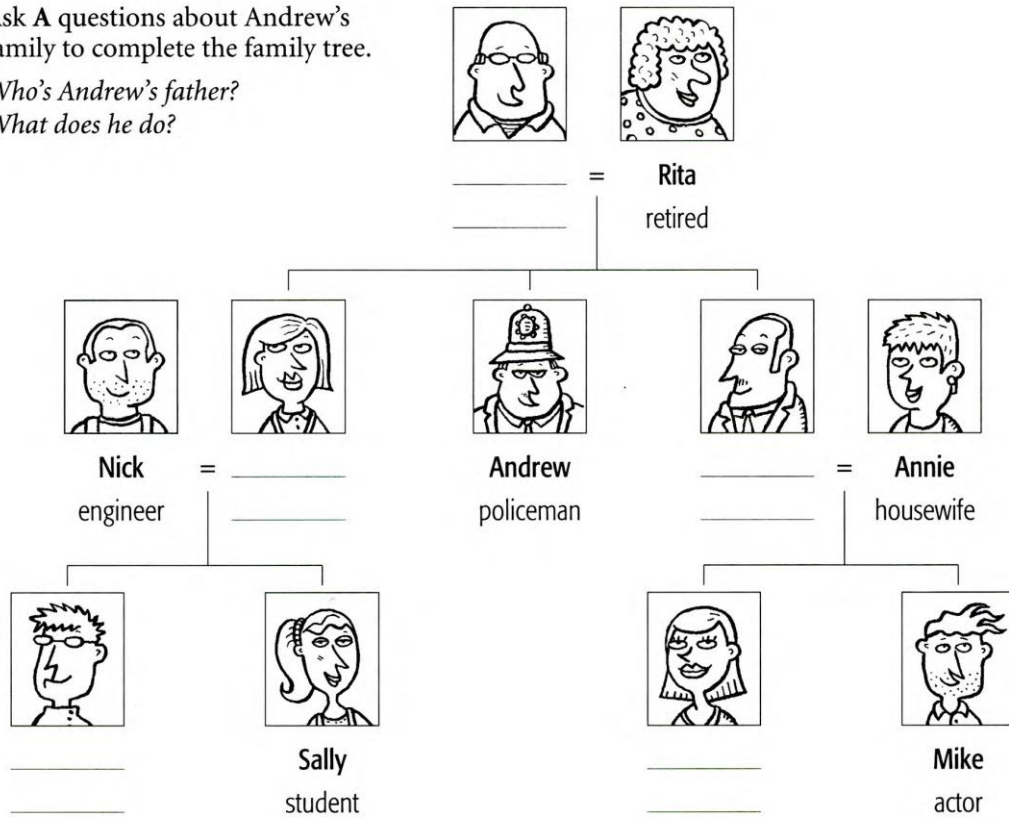 Ask A questions about Andrew's
amily to complete the family tree.
Who's Andrew's father?
What does he do?
= Rita
retired
Nick = Andrew = Annie
engineer policeman housewife
Sally Mike
student actor